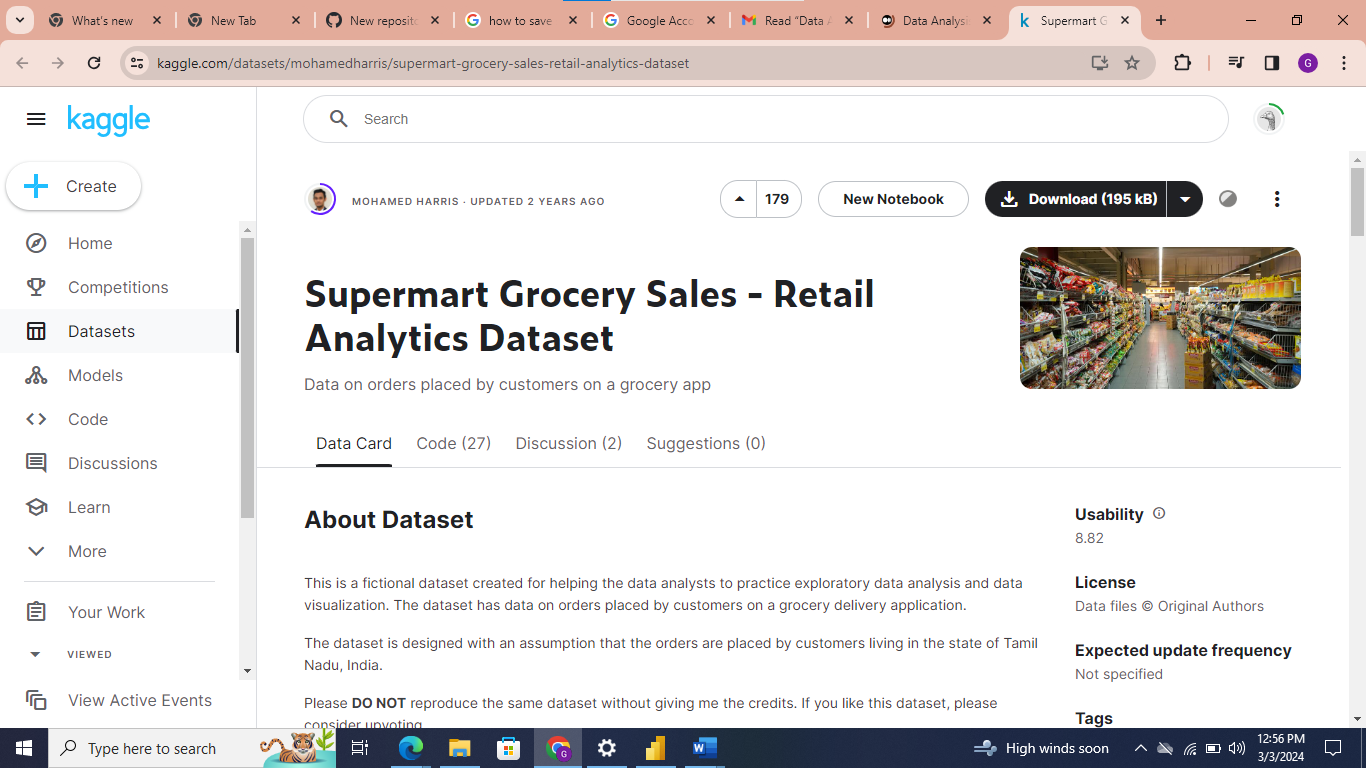 What's new
New Tab
New reposito
how to save
Google Acco
Read “Data A
Data Analysi
Supermart G
kaggle.com/datasets/mohamedharris/supermart-grocery-sales-retail-analytics-dataset
G
kaggle
Search
Create
MOHAMED HARRIS · UPDATED 2 YEARS AGO
179
New Notebook
Download (195 kB)
Home
Competitions
Datasets
Models
Code
Discussions
Learn
More
Your Work
VIEWED
View Active Events
Supermart Grocery Sales - Retail
Analytics Dataset
Data on orders placed by customers on a grocery app
Data Card Code (27) Discussion (2) Suggestions (0)
About Dataset
This is a fictional dataset created for helping the data analysts to practice exploratory data analysis and data
visualization. The dataset has data on orders placed by customers on a grocery delivery application.
The dataset is designed with an assumption that the orders are placed by customers living in the state of Tamil
Nadu, India.
Please DO NOT reproduce the same dataset without giving me the credits. If you like this dataset, please
consider upvoting
Usability
8.82
License
Data files © Original Authors
Expected update frequency
Not specified
Tags
Type here to search
High winds soon
12:56 PM
3/3/2024